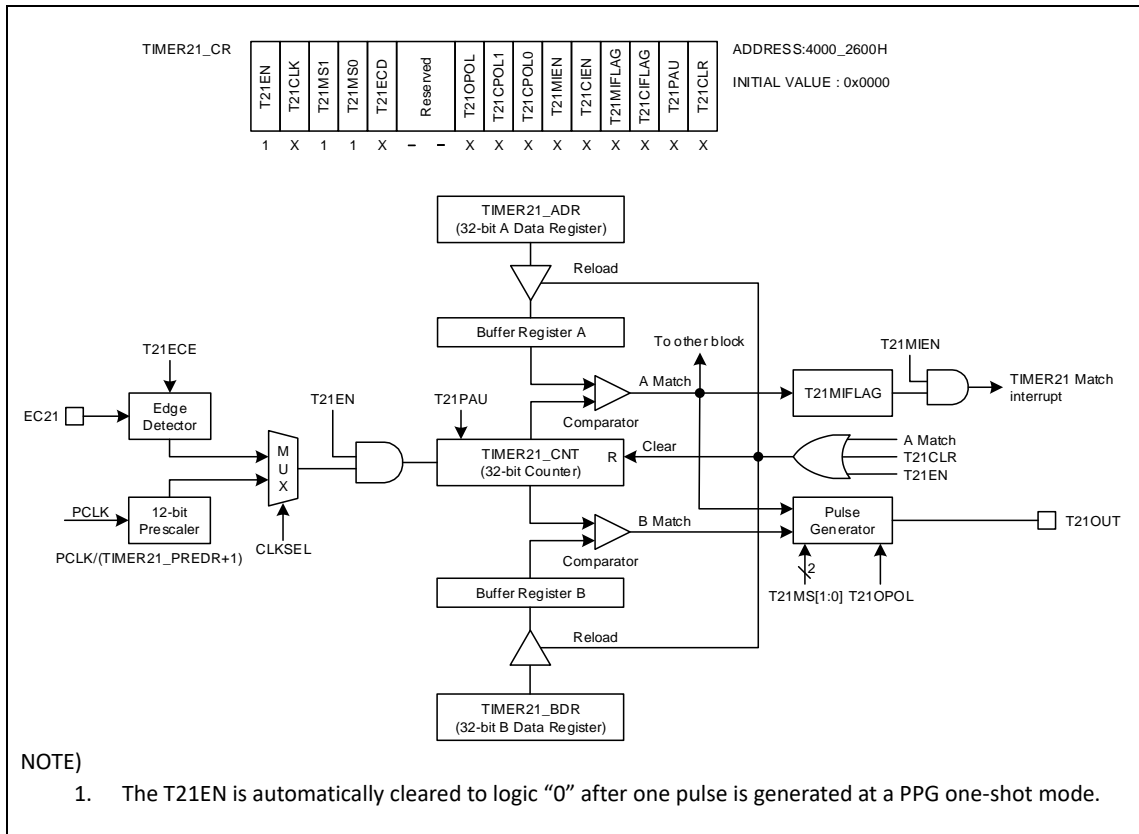 TIMER21_CR
T21EN
T21CLK
T21MS1
T21MS0
T21ECD
Reserved
T21OPOL
T21CPOL1
T21CPOL0
T21MIEN
T21CIEN
T21MIFLAG
T21CIFLAG
T21PAU
T21CLR
ADDRESS:4000_2600H
INITIAL VALUE : 0x0000
1 X 1 1 X – – X X X X X X X X X
TIMER21_ADR
(32-bit A Data Register)
Reload
Buffer Register A
To other block
T21MIEN
T21ECE
A Match
T21MIFLAG
TIMER21 Match
interrupt
EC21
Edge
Detector
T21EN
T21PAU
Comparator
MUX
TIMER21_CNT
(32-bit Counter)
R
Clear
A Match
T21CLR
T21EN
PCLK
12-bit
Prescaler
CLKSEL
B Match
Pulse
Generator
T21OUT
PCLK/(TIMER21_PREDR+1)
Comparator
2
Buffer Register B
T21MS[1:0]
T21OPOL
Reload
TIMER21_BDR
(32-bit B Data Register)
NOTE)
1. The T21EN is automatically cleared to logic “0” after one pulse is generated at a PPG one-shot mode.